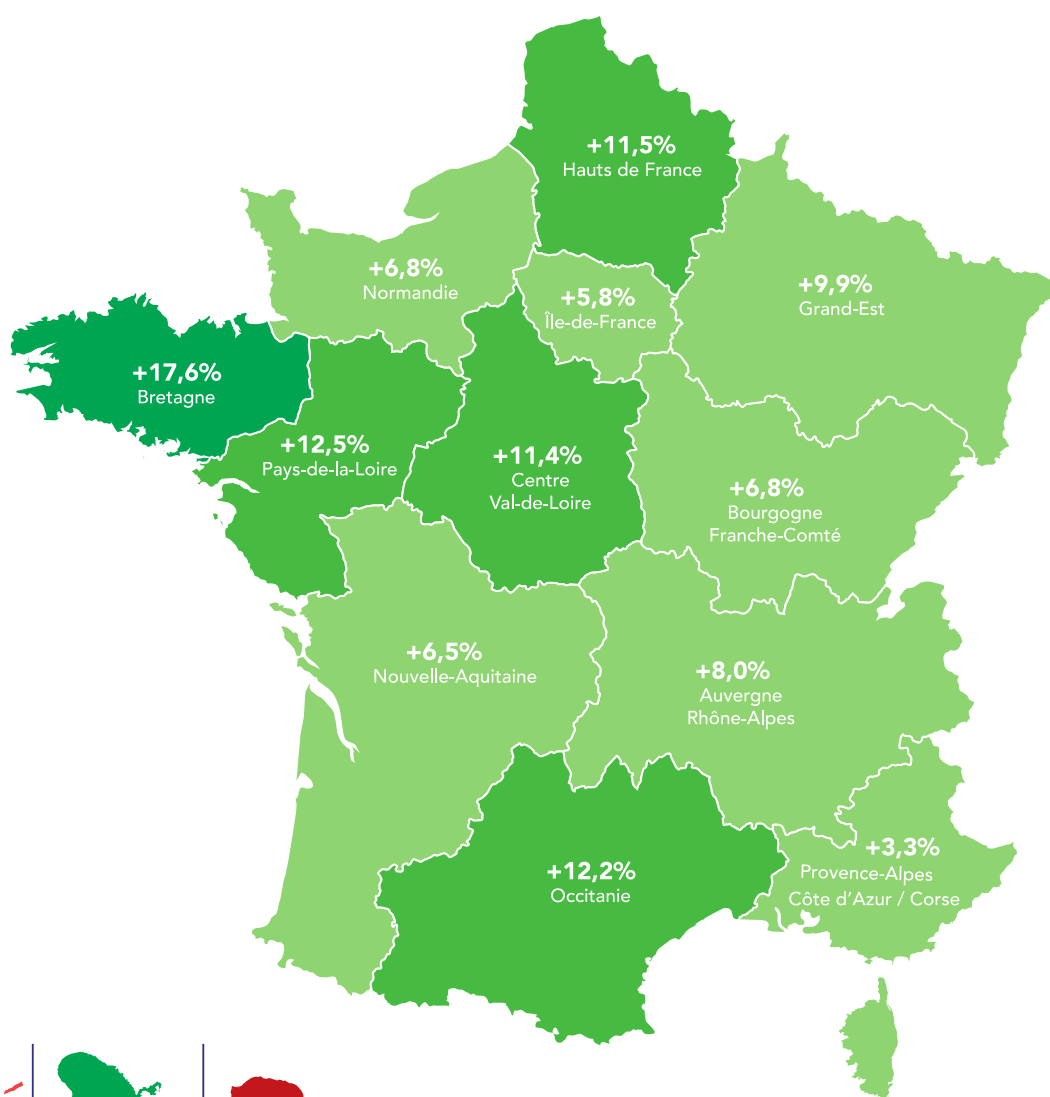 +11,5%
Hauts de France
+6,8%
Normandie
+5,8%
Île-de-France
+9,9%
Grand-Est
+17,6%
Bretagne
+12,5%
Pays-de-la-Loire
+11,4%
Centre
Val-de-Loire
+6,8%
Bourgogne
Franche-Comté
+6,5%
Nouvelle-Aquitaine
+8,0%
Auvergne
Rhône-Alpes
+3,3%
Provence-Alpes
Côte d'Azur / Corse
+12,2%
Occitanie